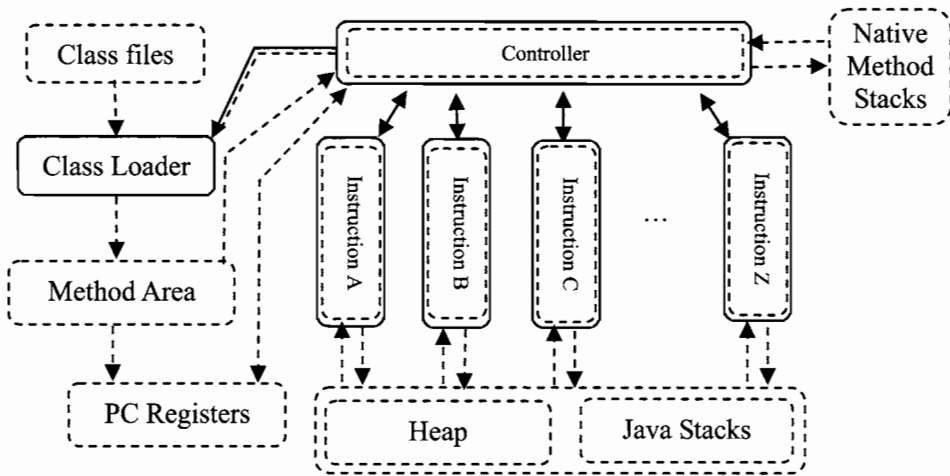 Class files
Controller
Native
Method
Stacks
Class Loader
Instruction A
Instruction B
Instruction C
...
Instruction Z
Method Area
PC Registers
Heap
Java Stacks